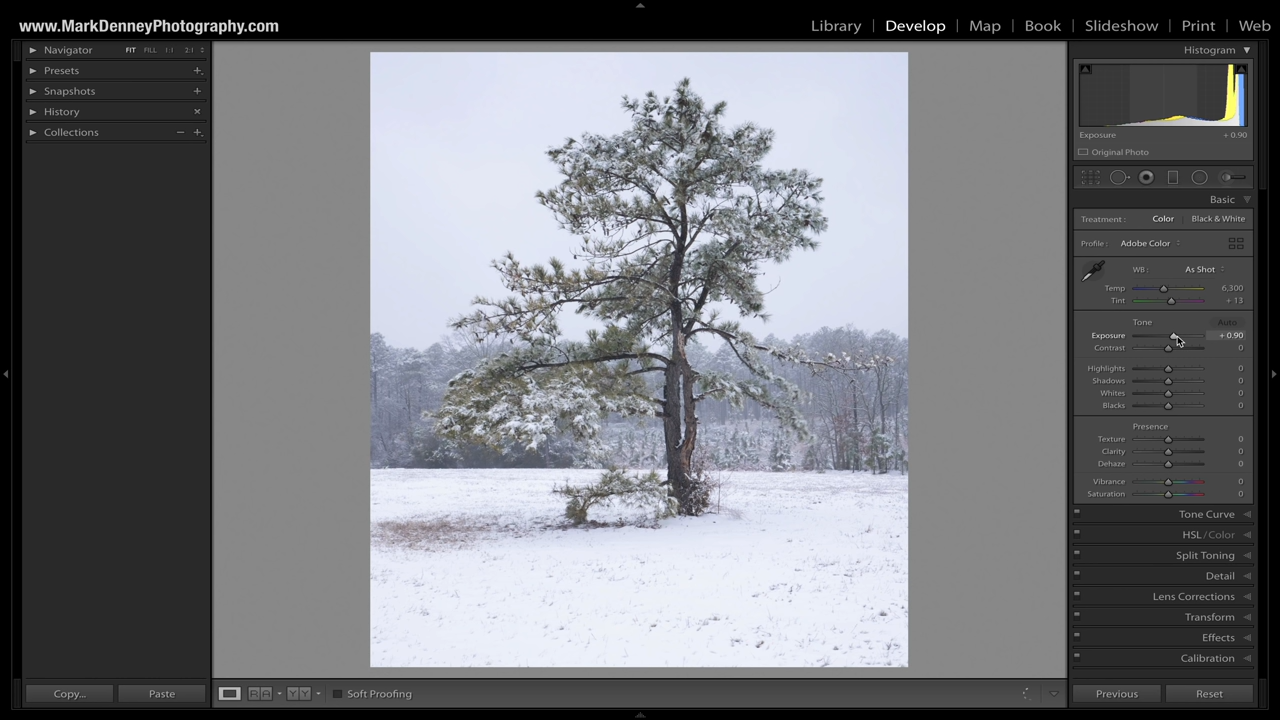 www.MarkDenneyPhotography.com
Library | Develop | Map | Book | Slideshow | Print | Web
Navigator FIT FILL 1:1 2:1
Presets
Snapshots
History
Collections
Copy... Paste
Soft Proofing
Histogram
Exposure + 0.90
Original Photo
Basic
Treatment : Color | Black & White
Profile : Adobe Color
WB : As Shot
Temp 6,300
Tint + 13
Tone Auto
Exposure + 0.90
Contrast 0
Highlights 0
Shadows 0
Whites 0
Blacks 0
Presence
Texture 0
Clarity 0
Dehaze 0
Vibrance 0
Saturation 0
Tone Curve
HSL / Color
Split Toning
Detail
Lens Corrections
Transform
Effects
Calibration
Previous Reset